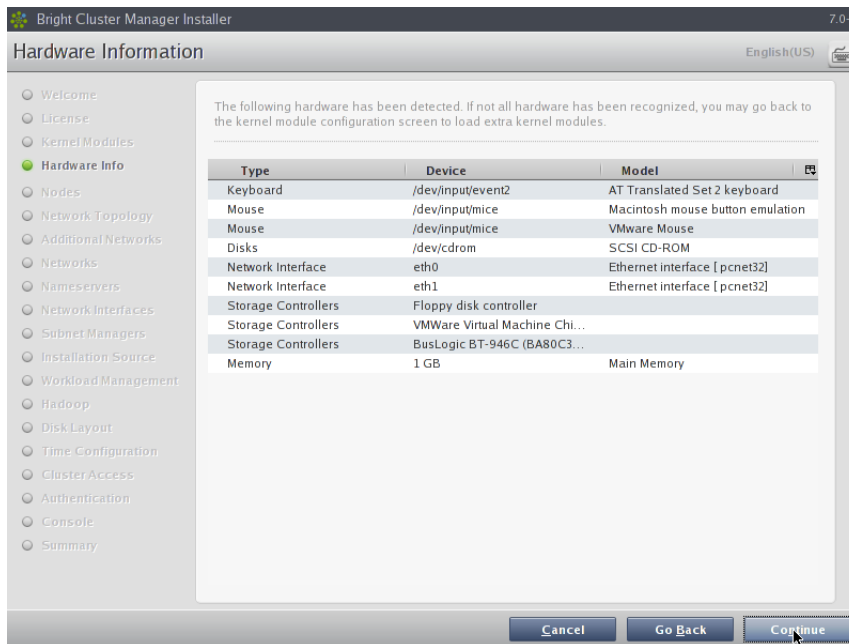 Bright Cluster Manager Installer 7.0-
Hardware Information English(US)
Welcome
License
Kernel Modules
Hardware Info
Nodes
Network Topology
Additional Networks
Networks
Nameservers
Network Interfaces
Subnet Managers
Installation Source
Workload Management
Hadoop
Disk Layout
Time Configuration
Cluster Access
Authentication
Console
Summary
The following hardware has been detected. If not all hardware has been recognized, you may go back to
the kernel module configuration screen to load extra kernel modules.
Type Device Model
Keyboard /dev/input/event2 AT Translated Set 2 keyboard
Mouse /dev/input/mice Macintosh mouse button emulation
Mouse /dev/input/mice VMware Mouse
Disks /dev/cdrom SCSI CD-ROM
Network Interface eth0 Ethernet interface [ pcnet32]
Network Interface eth1 Ethernet interface [ pcnet32]
Storage Controllers Floppy disk controller
Storage Controllers VMWare Virtual Machine Chi...
Storage Controllers BusLogic BT-946C (BA80C3...
Memory 1 GB Main Memory
Cancel Go Back Continue